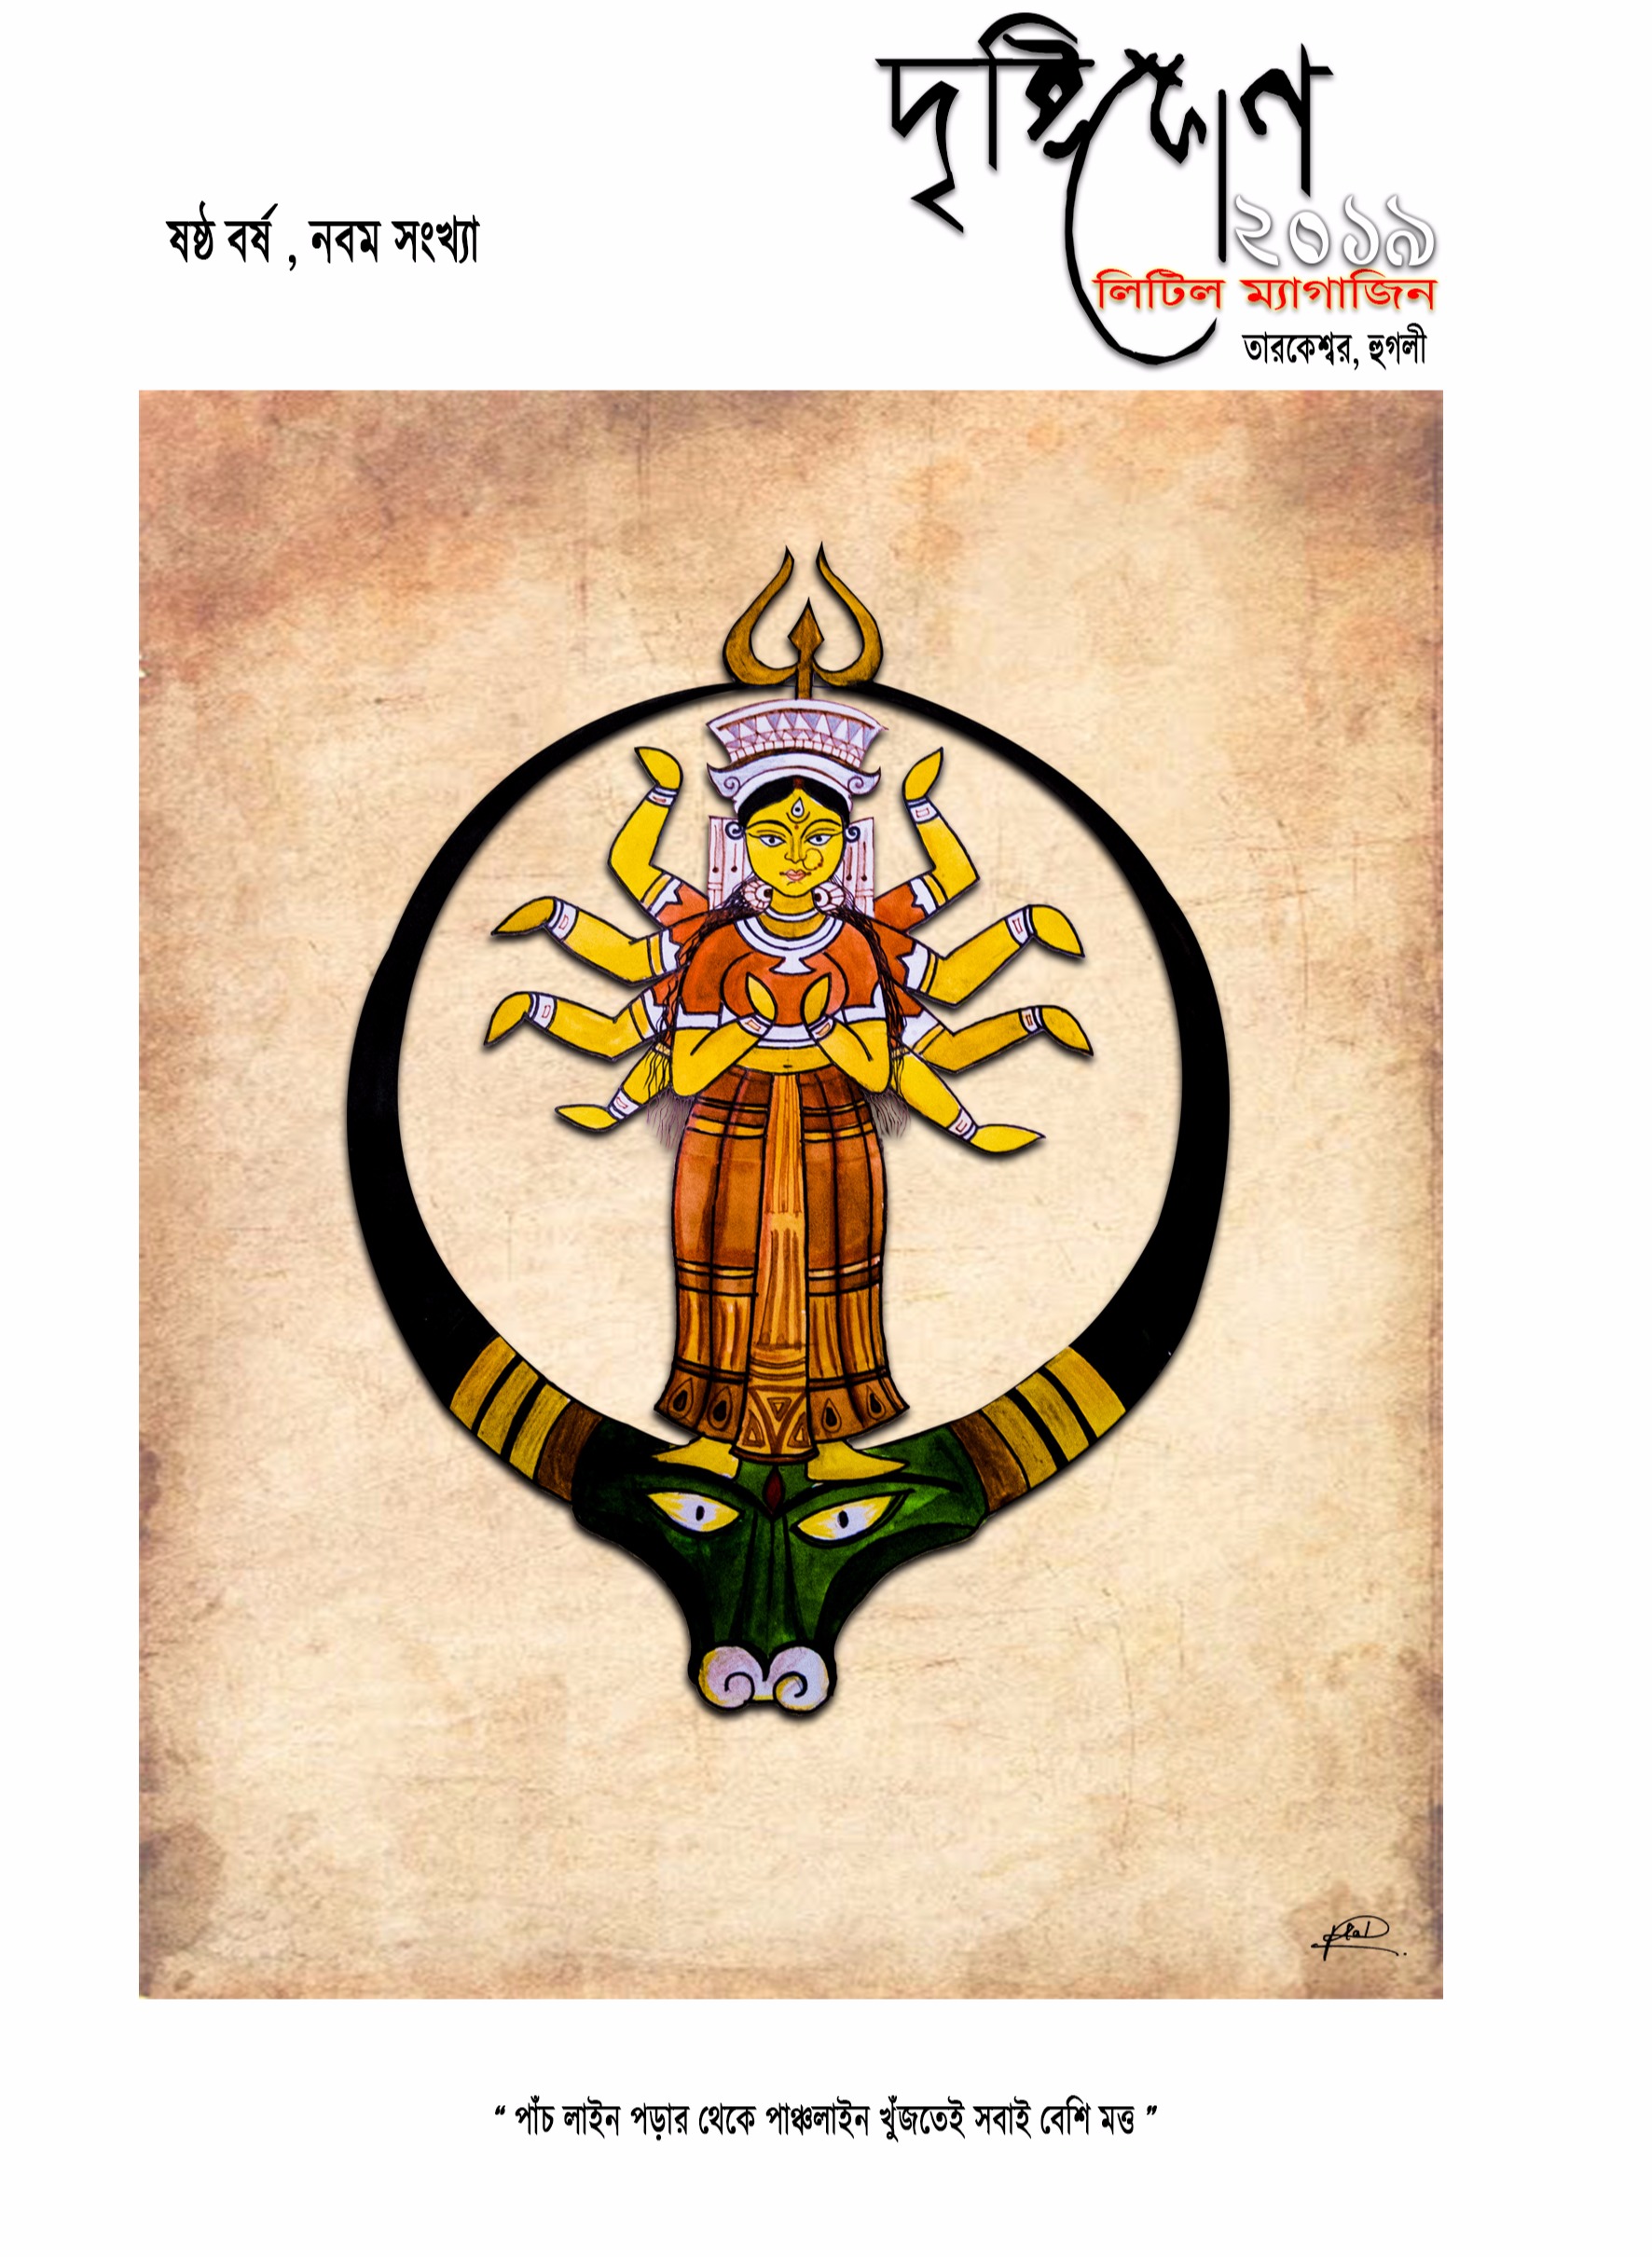 দৃষ্টিকোণ
২০১৯
ষষ্ঠ বর্ষ , নবম সংখ্যা
লিটিল ম্যাগাজিন
তারকেশ্বর, হুগলী
“ পাঁচ লাইন পড়ার থেকে পাঞ্চলাইন খুঁজতেই সবাই বেশি মত্ত ”